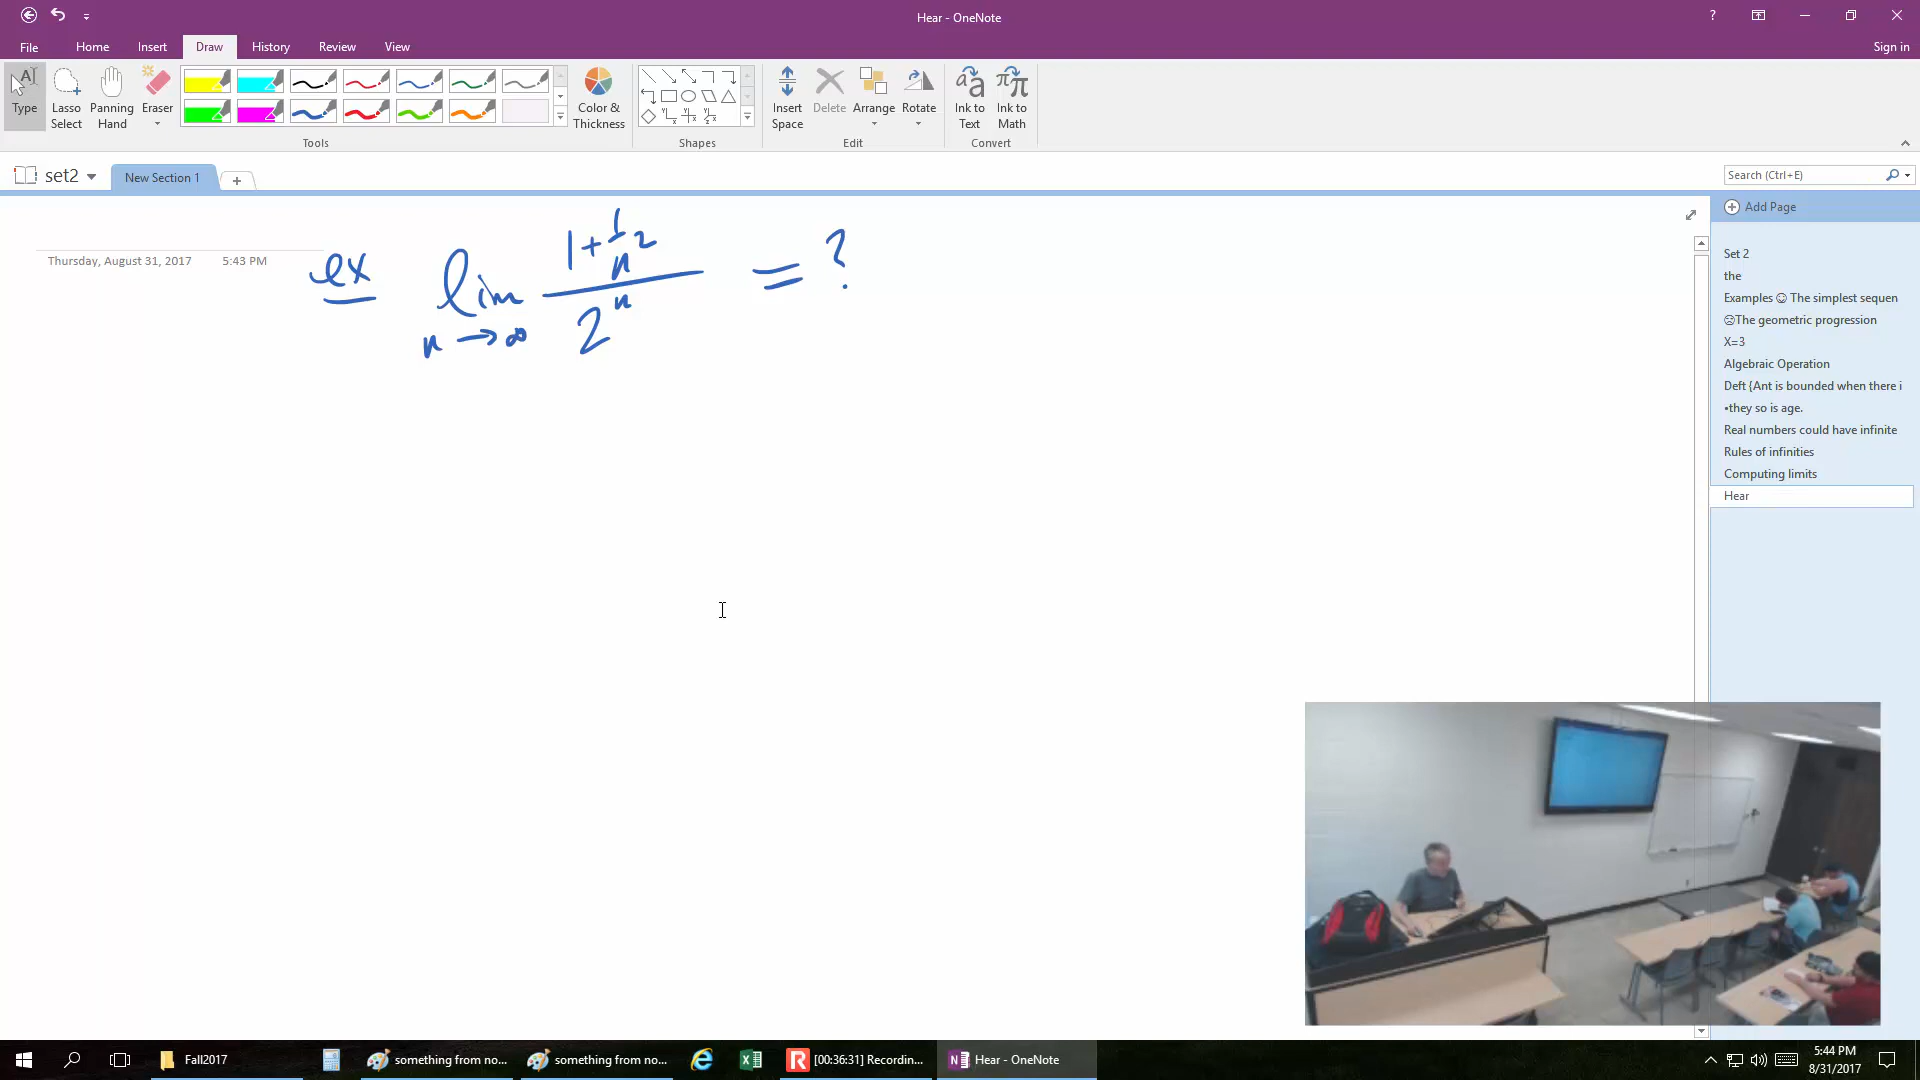 Hear - OneNote
File Home Insert Draw History Review View Sign in
Type Lasso Select Panning Hand Eraser Color & Thickness Insert Space Delete Arrange Rotate Ink to Text Ink to Math
Tools Shapes Edit Convert
set2 New Section 1 Search (Ctrl+E)
Add Page
Thursday, August 31, 2017 5:43 PM
ex lim n→∞ (1+1/n²)/2ⁿ = ?
Set 2
the
Examples ☺ The simplest sequen
☹The geometric progression
X=3
Algebraic Operation
Deft {Ant is bounded when there i
•they so is age.
Real numbers could have infinite
Rules of infinities
Computing limits
Hear
Fall2017 something from no... something from no... [00:36:31] Recordin... Hear - OneNote
5:44 PM
8/31/2017